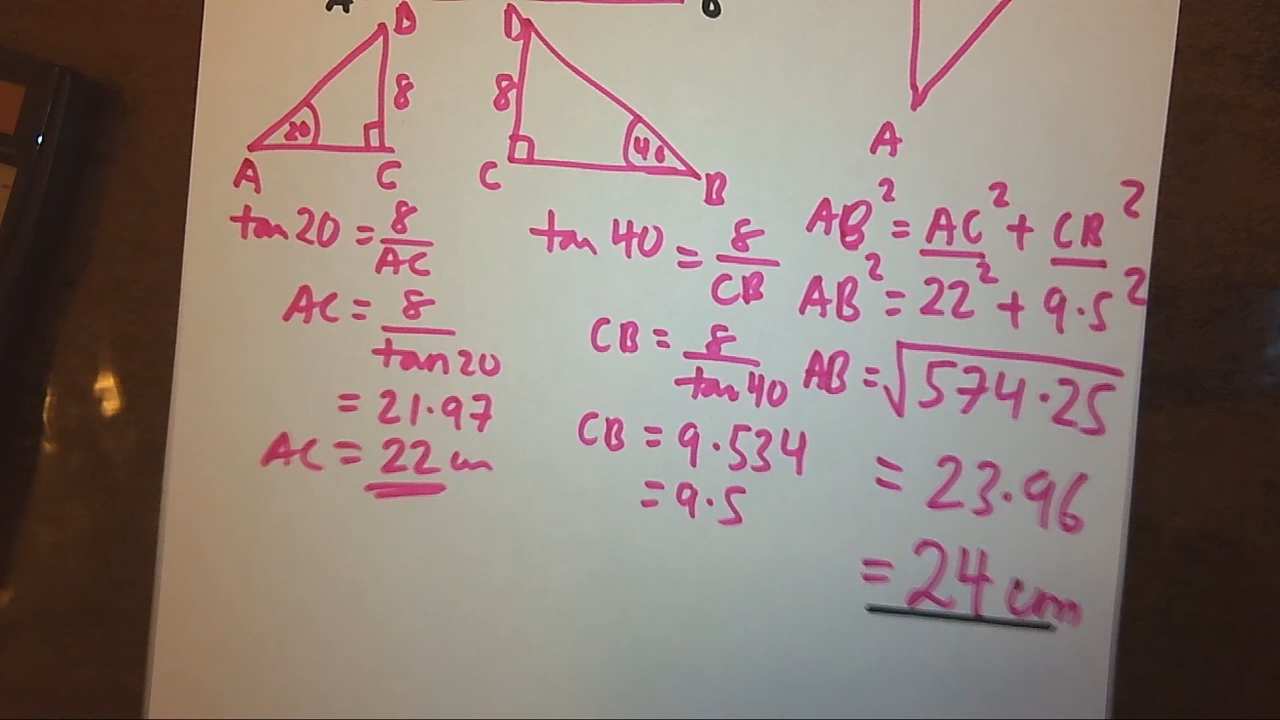 A B
D
8
20
A C
D
8
40
C B
A
tan 20 = 8/AC
AC = 8/tan 20
= 21.97
AC = 22 cm
tan 40 = 8/CB
CB = 8/tan 40
CB = 9.534
= 9.5
AB² = AC² + CB²
AB² = 22² + 9.5²
AB = √574.25
= 23.96
= 24 cm